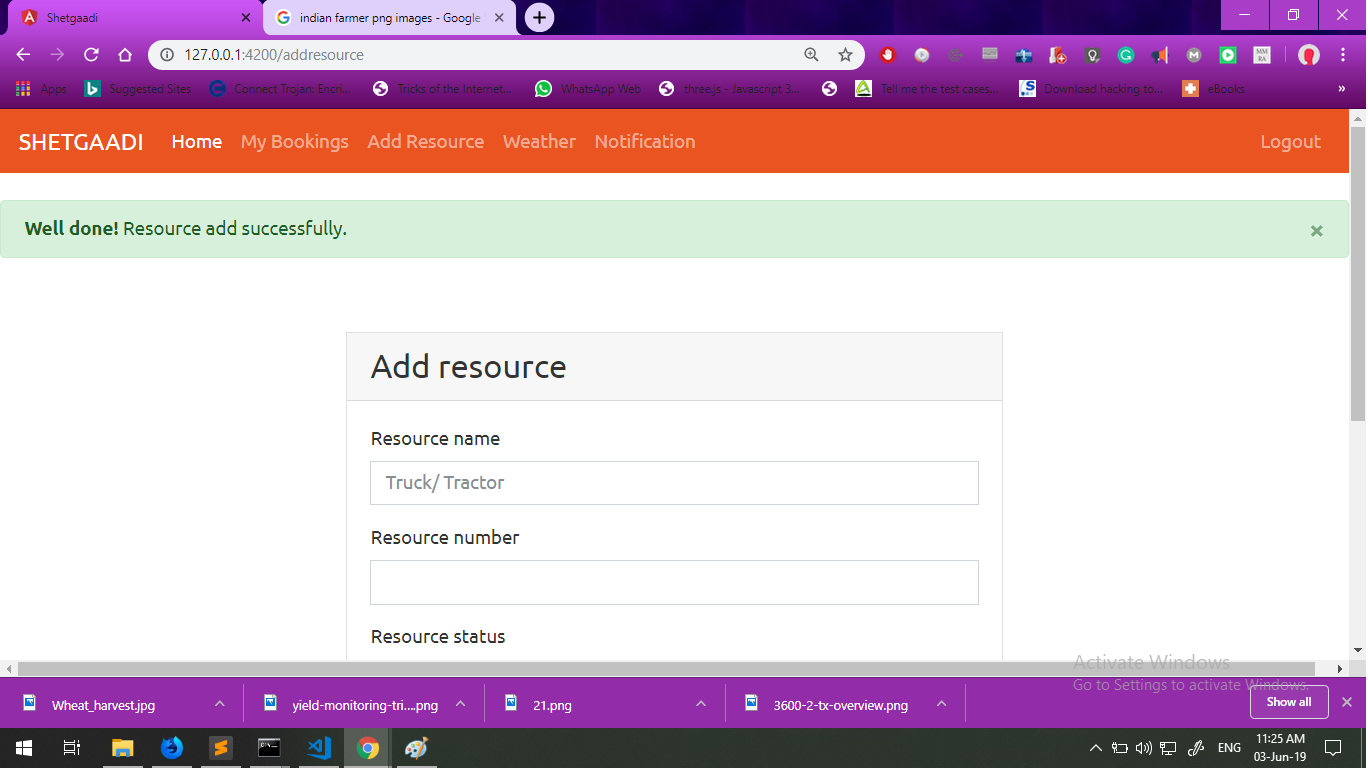 Shetgaadi
indian farmer png images - Google
127.0.0.1:4200/addresource
Apps
Suggested Sites
Connect Trojan: Encri...
Tricks of the Internet...
WhatsApp Web
three.js - Javascript 3...
Tell me the test cases...
Download hacking to...
eBooks
»
SHETGAADI Home My Bookings Add Resource Weather Notification Logout
Well done! Resource add successfully. ×
Add resource
Resource name
Truck/ Tractor
Resource number
Resource status
Activate Windows
Go to Settings to activate Windows.
Wheat_harvest.jpg
yield-monitoring-tri....png
21.png
3600-2-tx-overview.png
Show all
ENG
11:25 AM
03-Jun-19